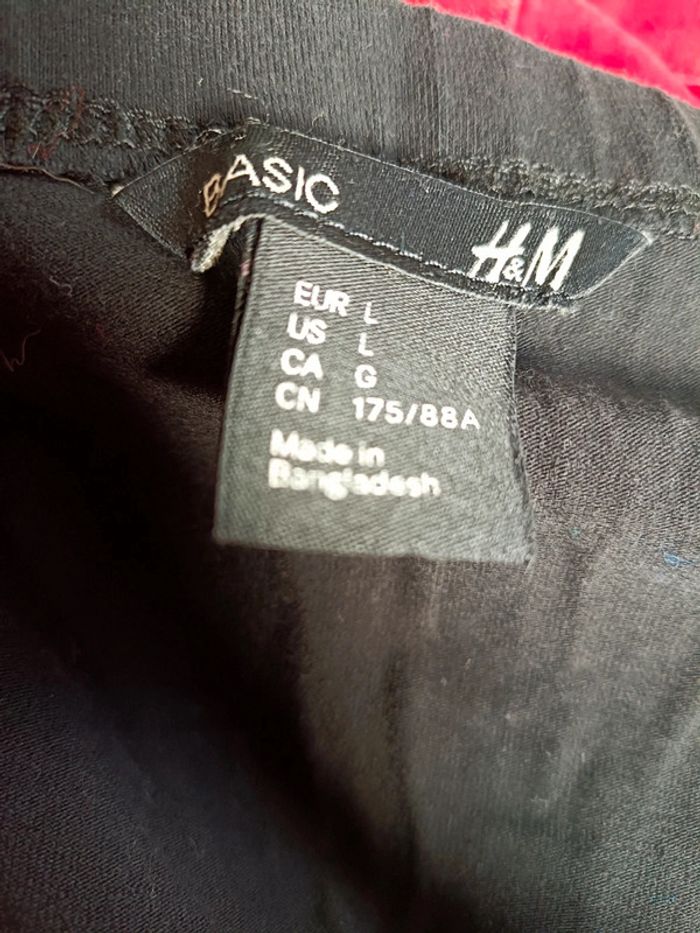 BASIC
H&M
EUR L
US L
CA G
CN 175/88A
Made in
Bangladesh